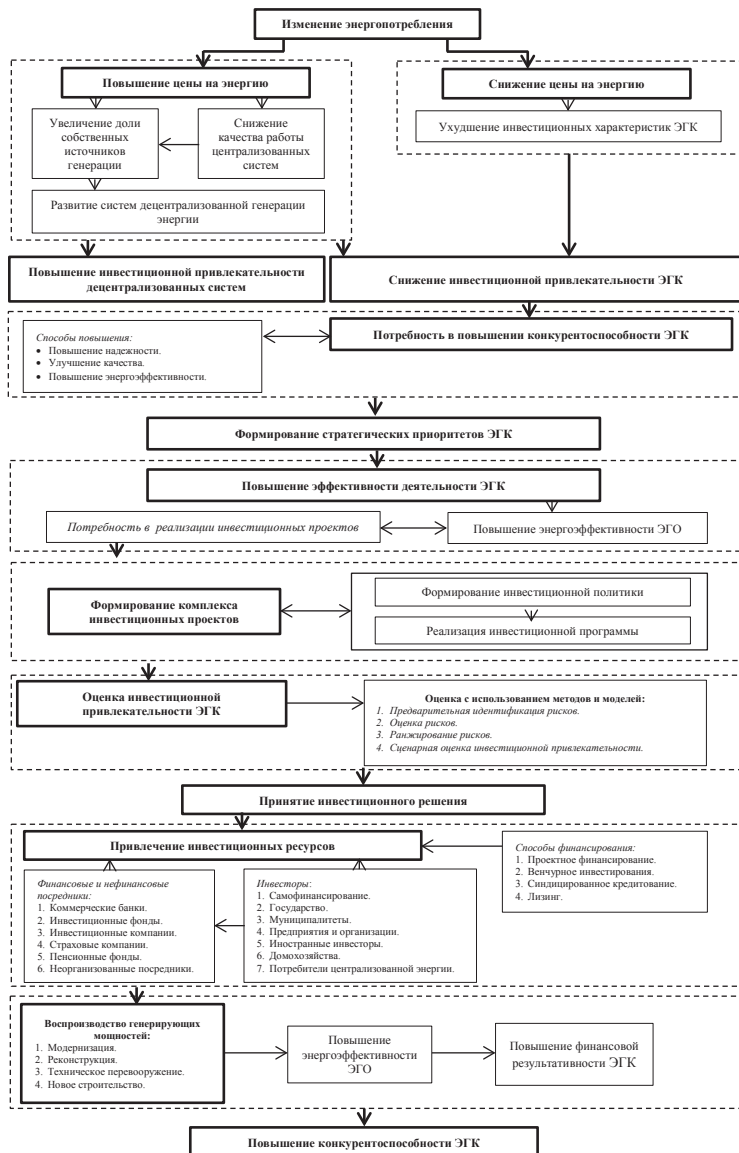 Изменение энергопотребления
Повышение цены на энергию
Увеличение доли
собственных
источников
генерации
Снижение
качества работы
централизованных
систем
Развитие систем децентрализованной генерации
энергии
Снижение цены на энергию
Ухудшение инвестиционных характеристик ЭГК
Повышение инвестиционной привлекательности
децентрализованных систем
Снижение инвестиционной привлекательности ЭГК
Способы повышения:
• Повышение надежности.
• Улучшение качества.
• Повышение энергоэффективности.
Потребность в повышении конкурентоспособности ЭГК
Формирование стратегических приоритетов ЭГК
Повышение эффективности деятельности ЭГК
Потребность в реализации инвестиционных проектов
Повышение энергоэффективности ЭГО
Формирование комплекса
инвестиционных проектов
Формирование инвестиционной политики
Реализация инвестиционной программы
Оценка инвестиционной
привлекательности ЭГК
Оценка с использованием методов и моделей:
1. Предварительная идентификация рисков.
2. Оценка рисков.
3. Ранжирование рисков.
4. Сценарная оценка инвестиционной привлекательности.
Принятие инвестиционного решения
Привлечение инвестиционных ресурсов
Способы финансирования:
1. Проектное финансирование.
2. Венчурное инвестирования.
3. Синдицированное кредитование.
4. Лизинг.
Финансовые и нефинансовые
посредники:
1. Коммерческие банки.
2. Инвестиционные фонды.
3. Инвестиционные компании.
4. Страховые компании.
5. Пенсионные фонды.
6. Неорганизованные посредники.
Инвесторы:
1. Самофинансирование.
2. Государство.
3. Муниципалитеты.
4. Предприятия и организации.
5. Иностранные инвесторы.
6. Домохозяйства.
7. Потребители централизованной энергии.
Воспроизводство генерирующих
мощностей:
1. Модернизация.
2. Реконструкция.
3. Техническое перевооружение.
4. Новое строительство.
Повышение
энергоэффективности
ЭГО
Повышение финансовой
результативности ЭГК
Повышение конкурентоспособности ЭГК